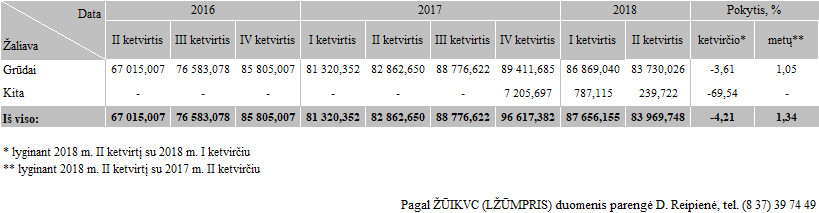 Data 2016 2017 2018 Pokytis, %
Žaliava II ketvirtis III ketvirtis IV ketvirtis I ketvirtis II ketvirtis III ketvirtis IV ketvirtis I ketvirtis II ketvirtis ketvirčio* metų**
Grūdai 67 015,007 76 583,078 85 805,007 81 320,352 82 862,650 88 776,622 89 411,685 86 869,040 83 730,026 -3,61 1,05
Kita - - - - - - 7 205,697 787,115 239,722 -69,54 -
Iš viso: 67 015,007 76 583,078 85 805,007 81 320,352 82 862,650 88 776,622 96 617,382 87 656,155 83 969,748 -4,21 1,34
* lyginant 2018 m. II ketvirtį su 2018 m. I ketvirčiu
** lyginant 2018 m. II ketvirtį su 2017 m. II ketvirčiu
Pagal ŽŪIKVC (LŽŪMPRIS) duomenis parengė D. Reipienė, tel. (8 37) 39 74 49